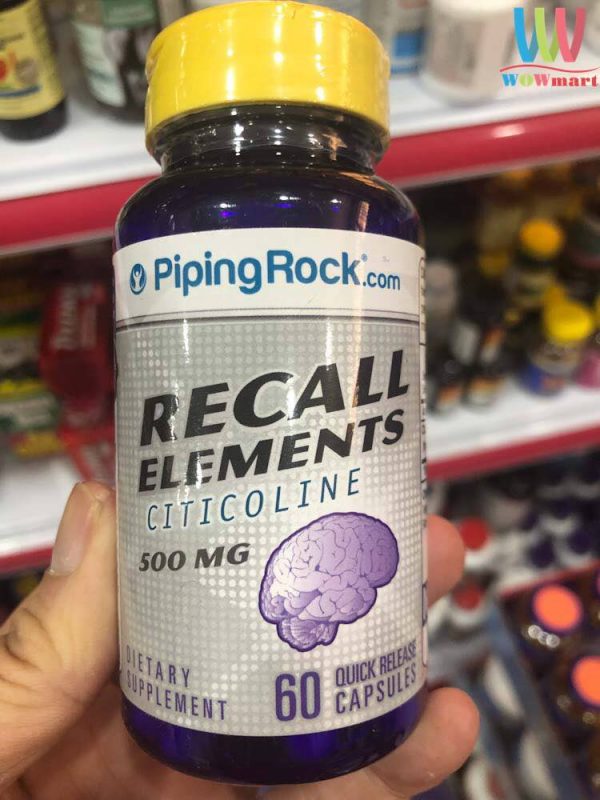 WOWmart
PipingRock.com
RECALL
ELEMENTS
CITICOLINE
500 MG
DIETARY
SUPPLEMENT
60 QUICK RELEASE
CAPSULES